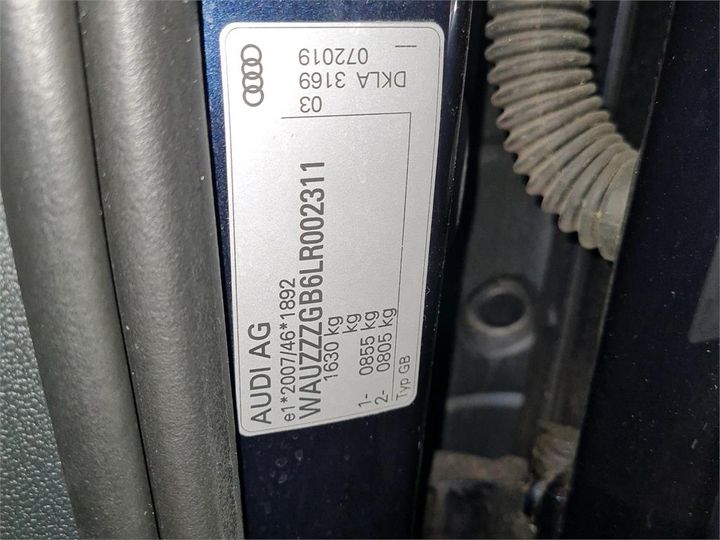 AUDI AG
e1*2007/46*1892
WAUZZZGB6LR002311
1630 kg
1- 0855 kg
2- 0805 kg
Typ GB
03
DKLA 3169
072019